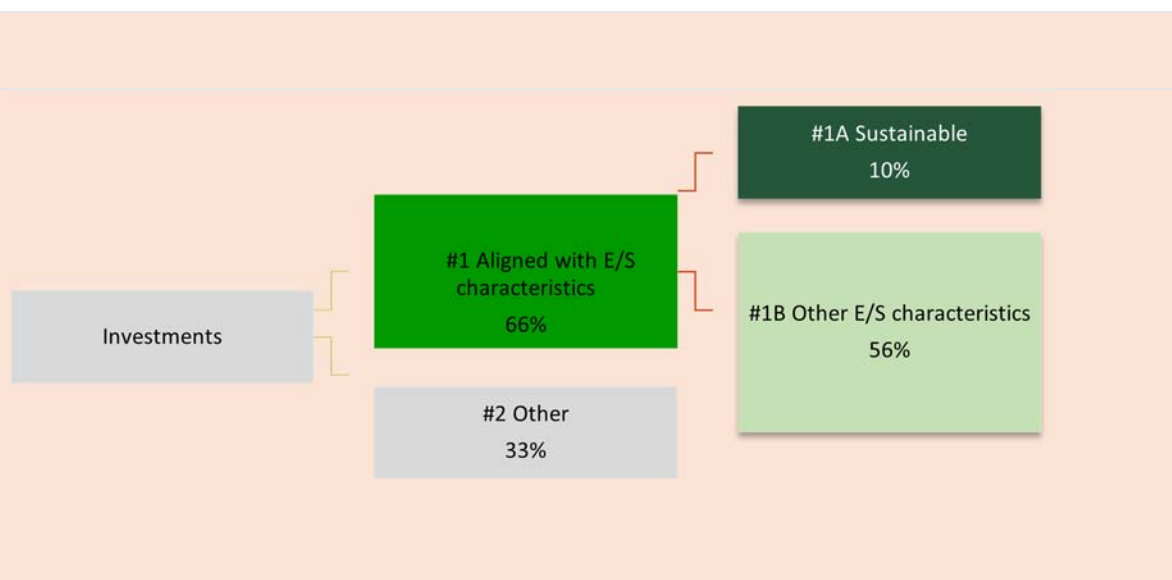 Investments
#1 Aligned with E/S
characteristics
66%
#2 Other
33%
#1A Sustainable
10%
#1B Other E/S characteristics
56%